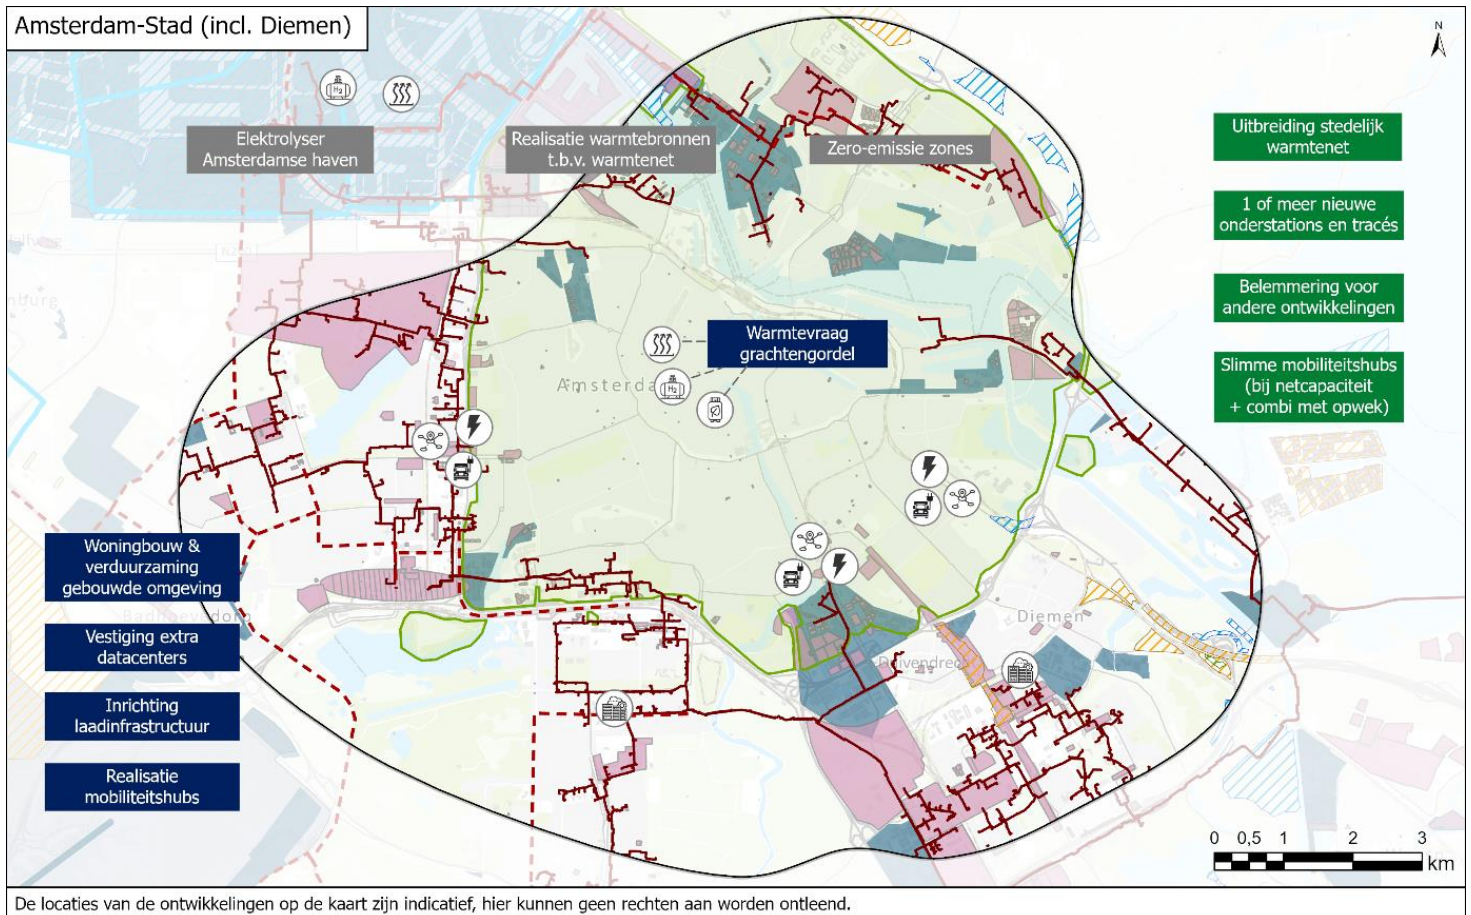 Amsterdam-Stad (incl. Diemen)
N
H2
Elektrolyser
Amsterdamse haven
Realisatie warmtebronnen
t.b.v. warmtenet
Zero-emissie zones
Uitbreiding stedelijk
warmtenet
1 of meer nieuwe
onderstations en tracés
Belemmering voor
andere ontwikkelingen
Slimme mobiliteitshubs
(bij netcapaciteit
+ combi met opwek)
Warmtevraag
grachtengordel
H2
Woningbouw &
verduurzaming
gebouwde omgeving
Vestiging extra
datacenters
Inrichting
laadinfrastructuur
Realisatie
mobiliteitshubs
Diemen
0 0,5 1 2 3
km
De locaties van de ontwikkelingen op de kaart zijn indicatief, hier kunnen geen rechten aan worden ontleend.